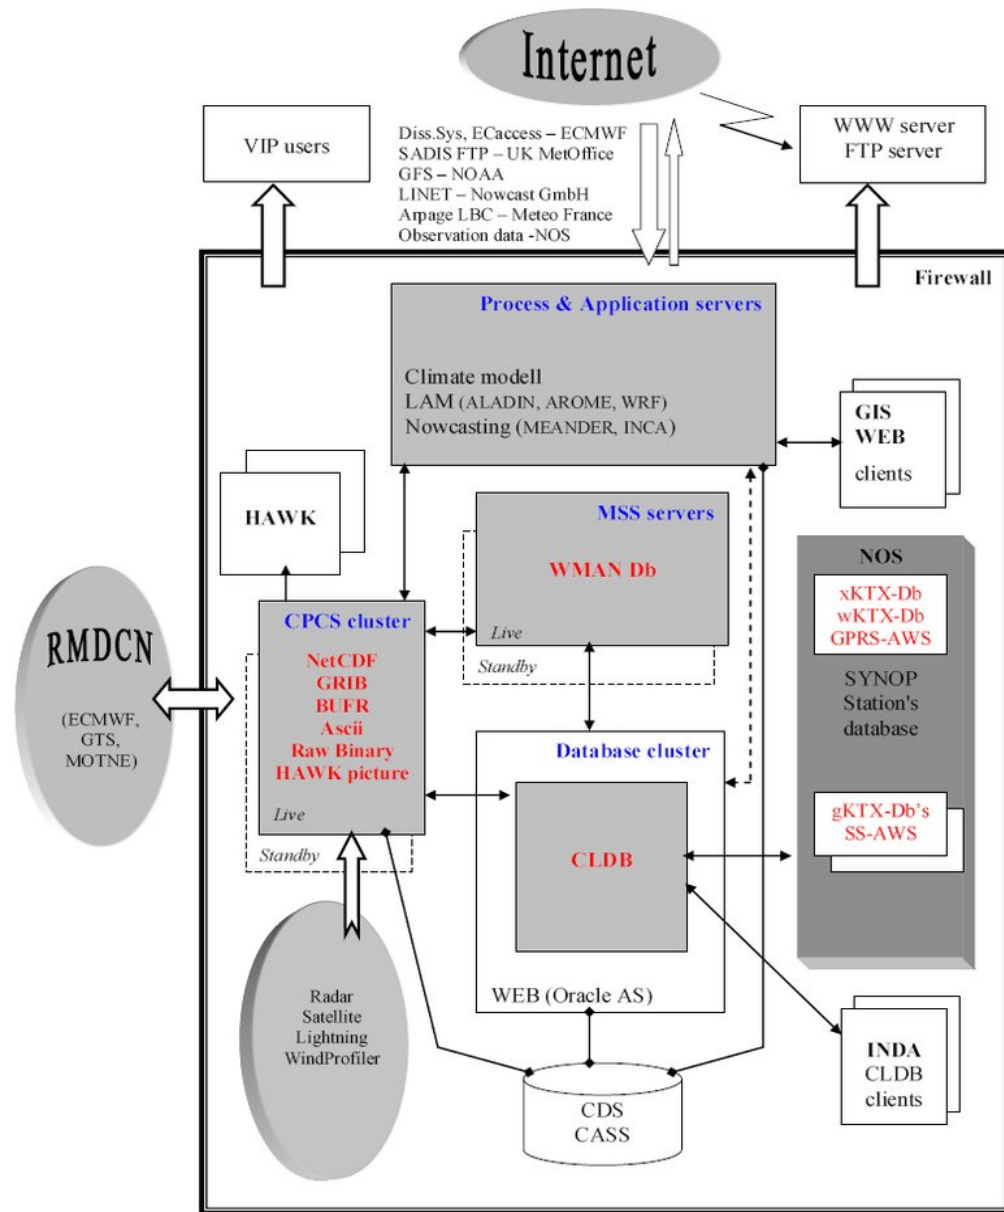 Internet
VIP users
Diss.Sys, ECaccess – ECMWF
SADIS FTP – UK MetOffice
GFS – NOAA
LINET – Nowcast GmbH
Arpage LBC – Meteo France
Observation data -NOS
WWW server
FTP server
Firewall
Process & Application servers
Climate modell
LAM (ALADIN, AROME, WRF)
Nowcasting (MEANDER, INCA)
GIS
WEB
clients
HAWK
MSS servers
WMAN Db
Live
Standby
NOS
xKTX-Db
wKTX-Db
GPRS-AWS
SYNOP
Station's
database
gKTX-Db's
SS-AWS
RMDCN
(ECMWF,
GTS,
MOTNE)
CPCS cluster
NetCDF
GRIB
BUFR
Ascii
Raw Binary
HAWK picture
Live
Standby
Database cluster
CLDB
WEB (Oracle AS)
Radar
Satellite
Lightning
WindProfiler
INDA
CLDB
clients
CDS
CASS